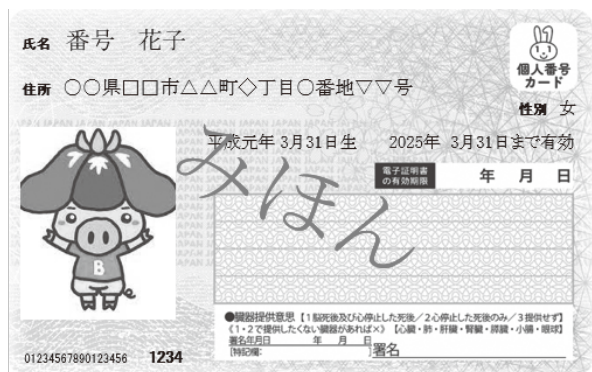 氏名 番号 花子
個人番号
カード
住所 ○○県□□市△△町◇丁目○番地▽▽号
性別 女
平成元年 3月31日生 2025年 3月31日まで有効
電子証明書
の有効期限
年 月 日
みほん
B
●臓器提供意思【1脳死後及び心停止した死後／2心停止した死後のみ／3提供せず】
《1・2で提供したくない臓器があれば×》【心臓・肺・肝臓・腎臓・膵臓・小腸・眼球】
署名年月日 年 月 日
[特記欄: ] 署名
01234567890123456 1234